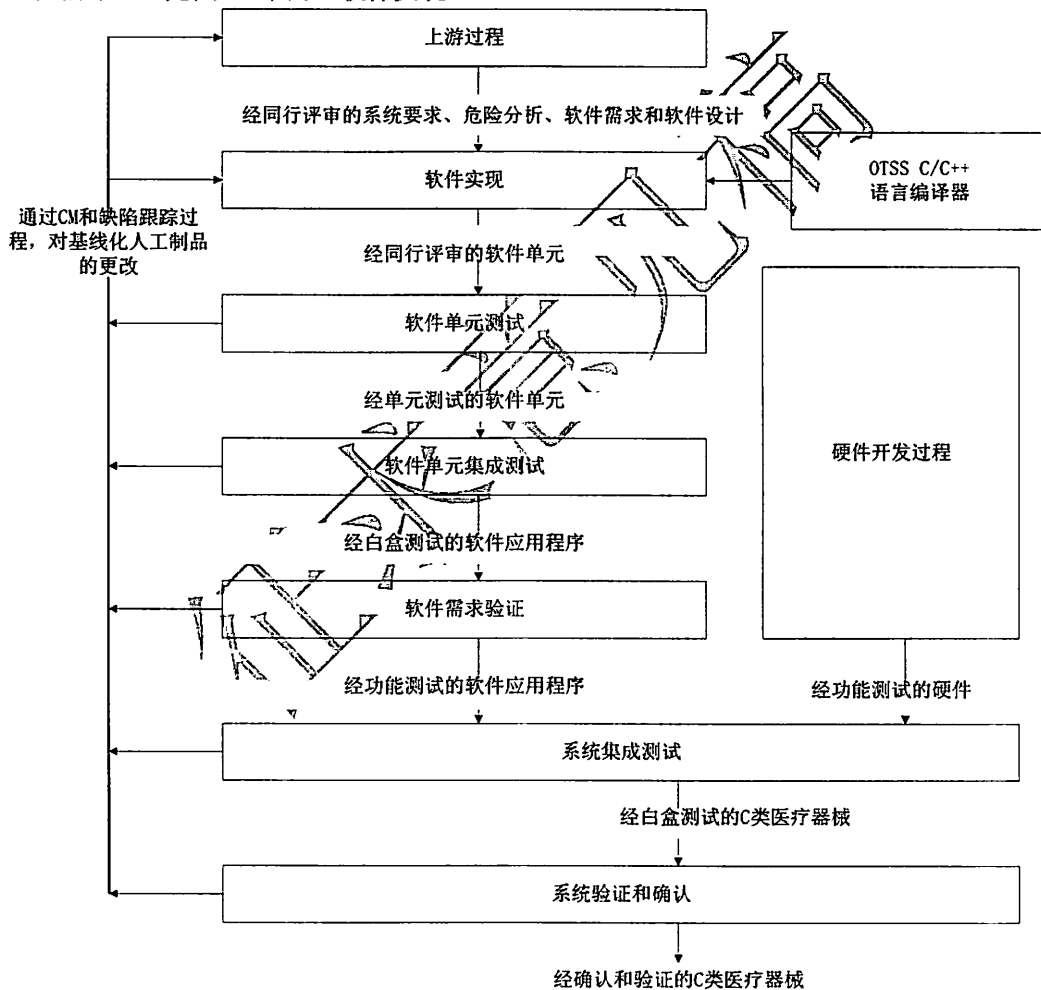 上游过程
经同行评审的系统要求、危险分析、软件需求和软件设计
软件实现
OTSS C/C++
语言编译器
通过CM和缺陷跟踪过
程，对基线化人工制品
的更改
经同行评审的软件单元
软件单元测试
经单元测试的软件单元
软件单元集成测试
硬件开发过程
经白盒测试的软件应用程序
软件需求验证
经功能测试的软件应用程序
经功能测试的硬件
系统集成测试
经白盒测试的C类医疗器械
系统验证和确认
经确认和验证的C类医疗器械